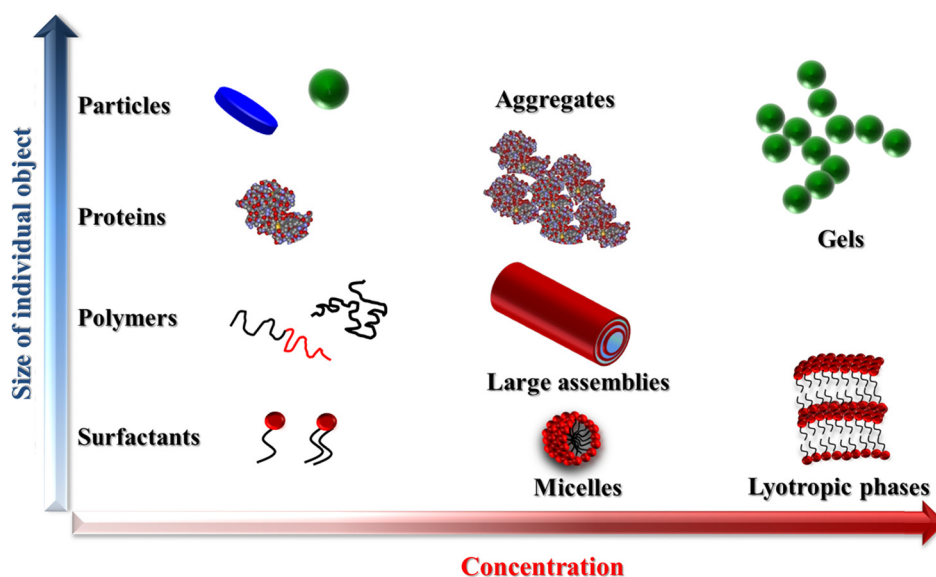 Size of individual object
Particles
Aggregates
Proteins
Gels
Polymers
Large assemblies
Surfactants
Micelles
Lyotropic phases
Concentration